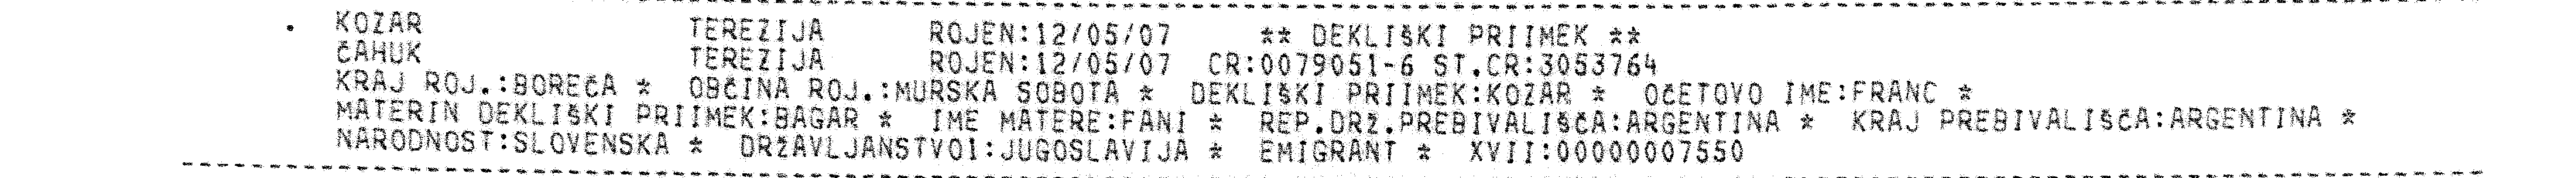 . KOZAR TEREZIJA ROJEN:12/05/07 ** DEKLIŠKI PRIIMEK **
ČAHUK TEREZIJA ROJEN:12/05/07 CR:0079051-6 ST.CR:3053764
KRAJ ROJ.:BOREČA * OBČINA ROJ.:MURSKA SOBOTA * DEKLIŠKI PRIIMEK:KOZAR * OČETOVO IME:FRANC *
MATERIN DEKLIŠKI PRIIMEK:BAGAR * IME MATERE:FANI * REP.DRŽ.PREBIVALIŠČA:ARGENTINA * KRAJ PREBIVALIŠČA:ARGENTINA *
NARODNOST:SLOVENSKA * DRŽAVLJANSTVO1:JUGOSLAVIJA * EMIGRANT * XVII:00000007550